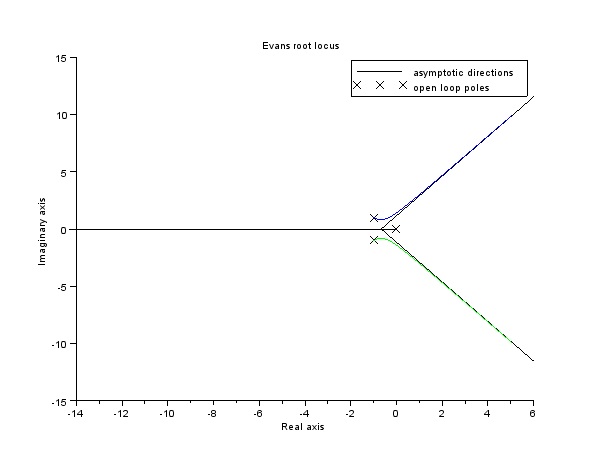 Evans root locus
asymptotic directions
open loop poles
15
10
5
0
-5
-10
-15
Imaginary axis
-14 -12 -10 -8 -6 -4 -2 0 2 4 6
Real axis